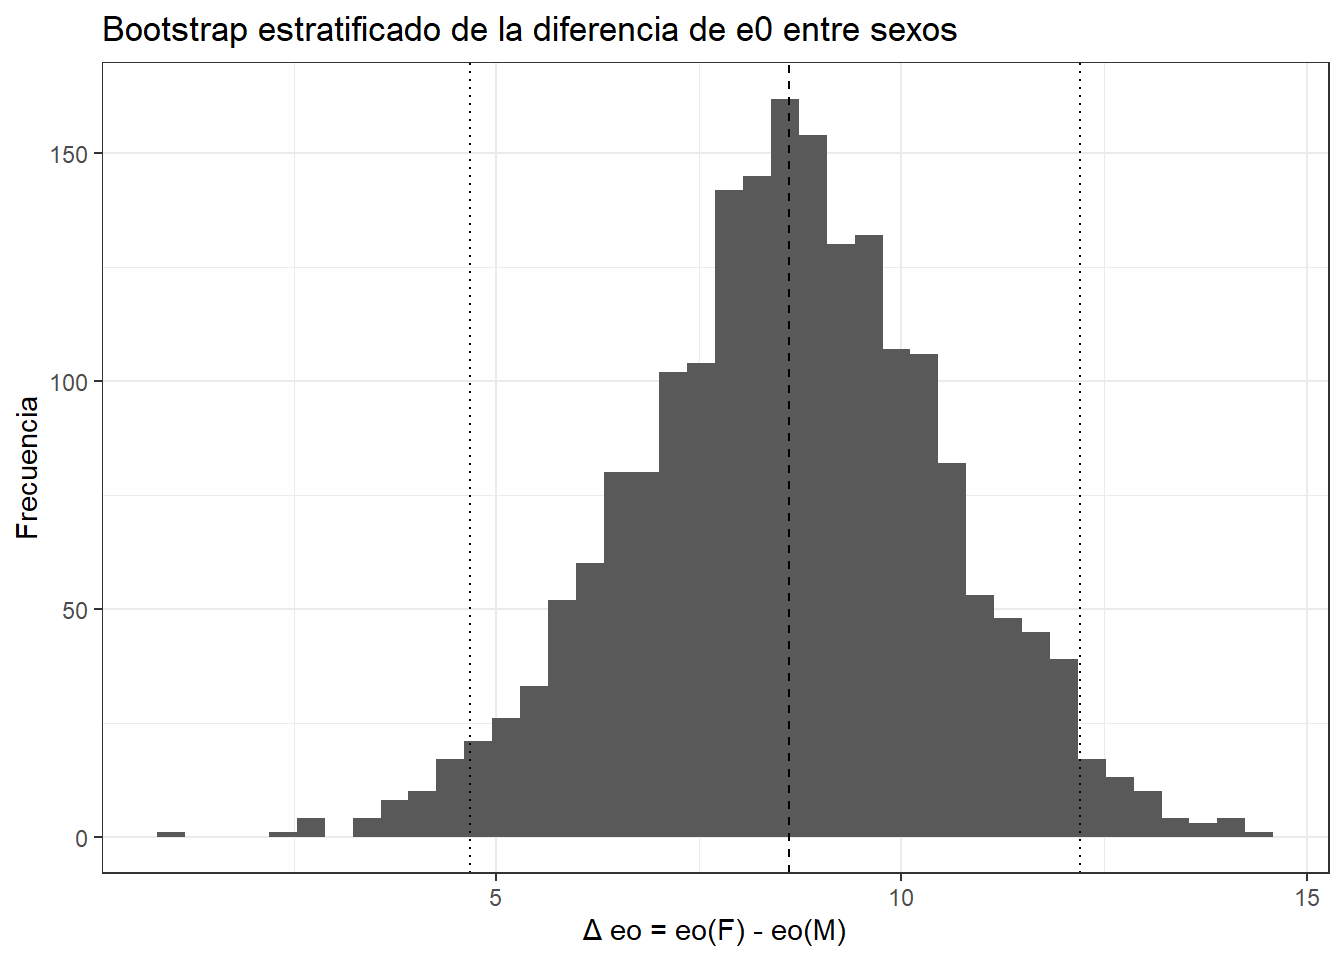 Bootstrap estratificado de la diferencia de e0 entre sexos
150
100
50
0
Frecuencia
5
10
15
Δ eo = eo(F) - eo(M)